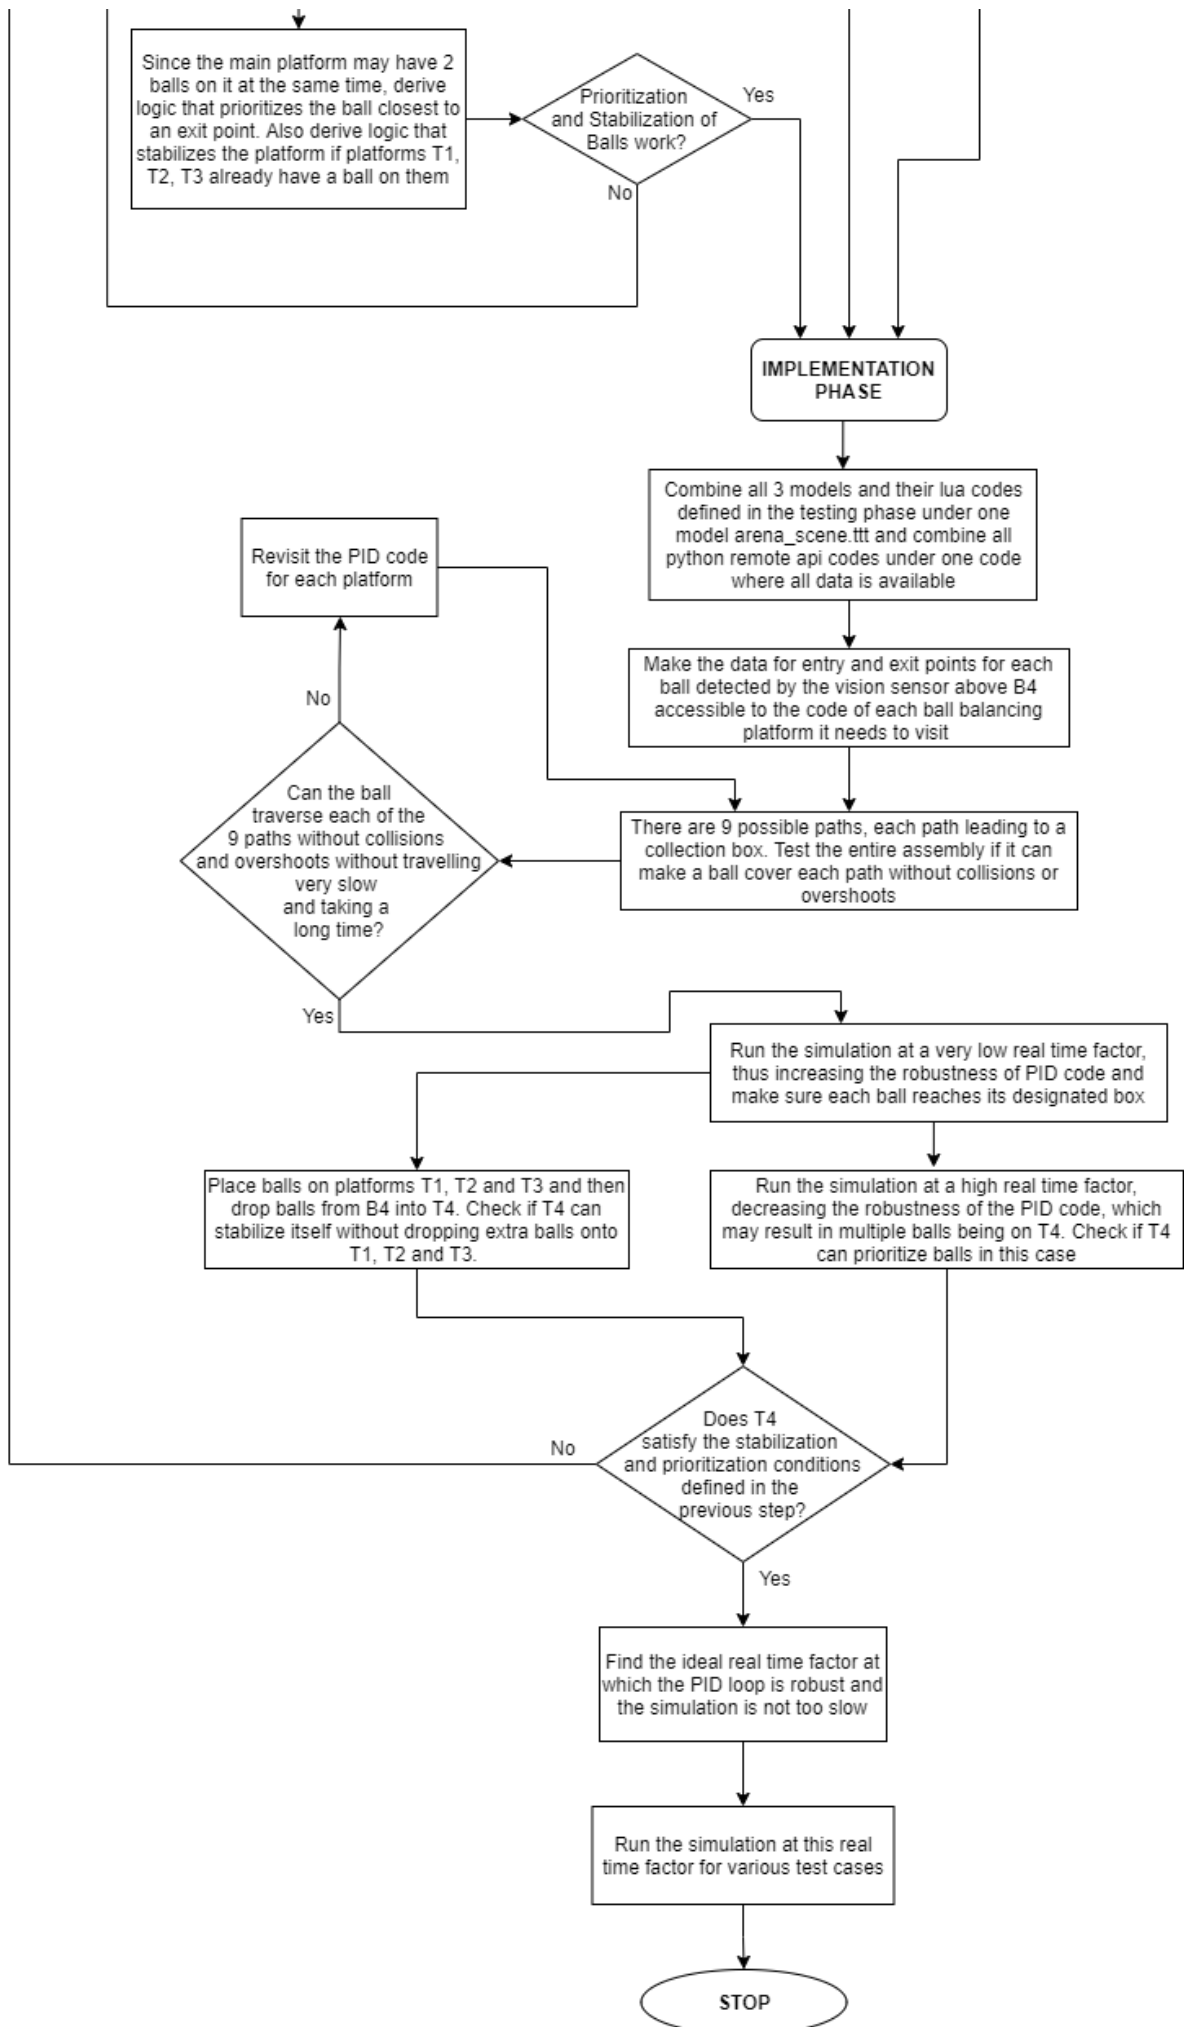 Since the main platform may have 2
balls on it at the same time, derive
logic that prioritizes the ball closest to
an exit point. Also derive logic that
stabilizes the platform if platforms T1,
T2, T3 already have a ball on them
Prioritization
and Stabilization of
Balls work?
Yes
No
IMPLEMENTATION
PHASE
Combine all 3 models and their lua codes
defined in the testing phase under one
model arena_scene.ttt and combine all
python remote api codes under one code
where all data is available
Revisit the PID code
for each platform
Make the data for entry and exit points for each
ball detected by the vision sensor above B4
accessible to the code of each ball balancing
platform it needs to visit
No
Can the ball
traverse each of the
9 paths without collisions
and overshoots without travelling
very slow
and taking a
long time?
There are 9 possible paths, each path leading to a
collection box. Test the entire assembly if it can
make a ball cover each path without collisions or
overshoots
Yes
Run the simulation at a very low real time factor,
thus increasing the robustness of PID code and
make sure each ball reaches its designated box
Place balls on platforms T1, T2 and T3 and then
drop balls from B4 into T4. Check if T4 can
stabilize itself without dropping extra balls onto
T1, T2 and T3.
Run the simulation at a high real time factor,
decreasing the robustness of the PID code, which
may result in multiple balls being on T4. Check if T4
can prioritize balls in this case
Does T4
satisfy the stabilization
and prioritization conditions
defined in the
previous step?
No
Yes
Find the ideal real time factor at
which the PID loop is robust and
the simulation is not too slow
Run the simulation at this real
time factor for various test cases
STOP